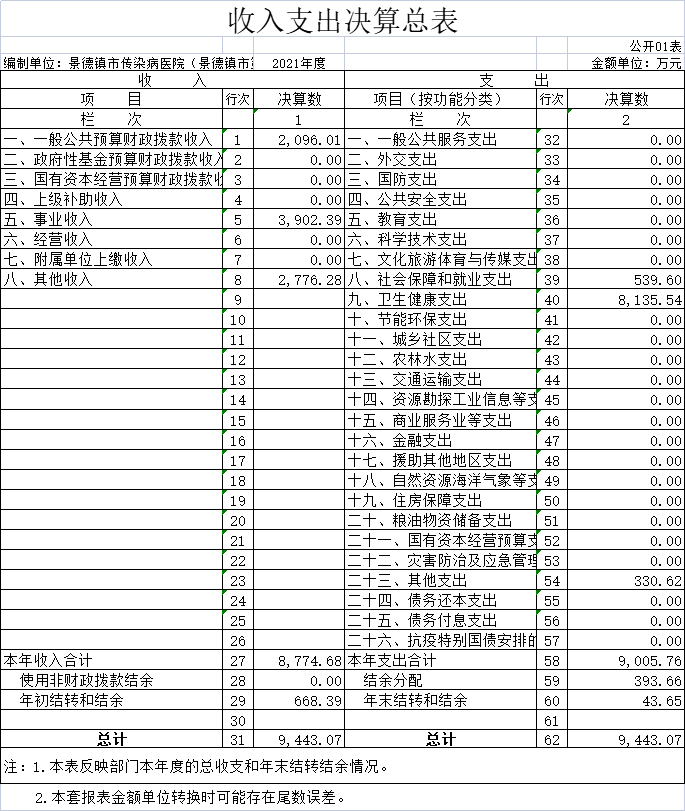 收入支出决算总表
公开01表
编制单位：景德镇市传染病医院（景德镇市 2021年度 金额单位：万元
收 入 支 出
项 目 行次 决算数 项目（按功能分类） 行次 决算数
栏 次 1 栏 次 2
一、一般公共预算财政拨款收入 1 2,096.01 一、一般公共服务支出 32 0.00
二、政府性基金预算财政拨款收入 2 0.00 二、外交支出 33 0.00
三、国有资本经营预算财政拨款 3 0.00 三、国防支出 34 0.00
四、上级补助收入 4 0.00 四、公共安全支出 35 0.00
五、事业收入 5 3,902.39 五、教育支出 36 0.00
六、经营收入 6 0.00 六、科学技术支出 37 0.00
七、附属单位上缴收入 7 0.00 七、文化旅游体育与传媒支出 38 0.00
八、其他收入 8 2,776.28 八、社会保障和就业支出 39 539.60
9 九、卫生健康支出 40 8,135.54
10 十、节能环保支出 41 0.00
11 十一、城乡社区支出 42 0.00
12 十二、农林水支出 43 0.00
13 十三、交通运输支出 44 0.00
14 十四、资源勘探工业信息等支 45 0.00
15 十五、商业服务业等支出 46 0.00
16 十六、金融支出 47 0.00
17 十七、援助其他地区支出 48 0.00
18 十八、自然资源海洋气象等支 49 0.00
19 十九、住房保障支出 50 0.00
20 二十、粮油物资储备支出 51 0.00
21 二十一、国有资本经营预算支 52 0.00
22 二十二、灾害防治及应急管理 53 0.00
23 二十三、其他支出 54 330.62
24 二十四、债务还本支出 55 0.00
25 二十五、债务付息支出 56 0.00
26 二十六、抗疫特别国债安排的 57 0.00
本年收入合计 27 8,774.68 本年支出合计 58 9,005.76
使用非财政拨款结余 28 0.00 结余分配 59 393.66
年初结转和结余 29 668.39 年末结转和结余 60 43.65
30 61
总计 31 9,443.07 总计 62 9,443.07
注：1.本表反映部门本年度的总收支和年末结转结余情况。
2.本套报表金额单位转换时可能存在尾数误差。